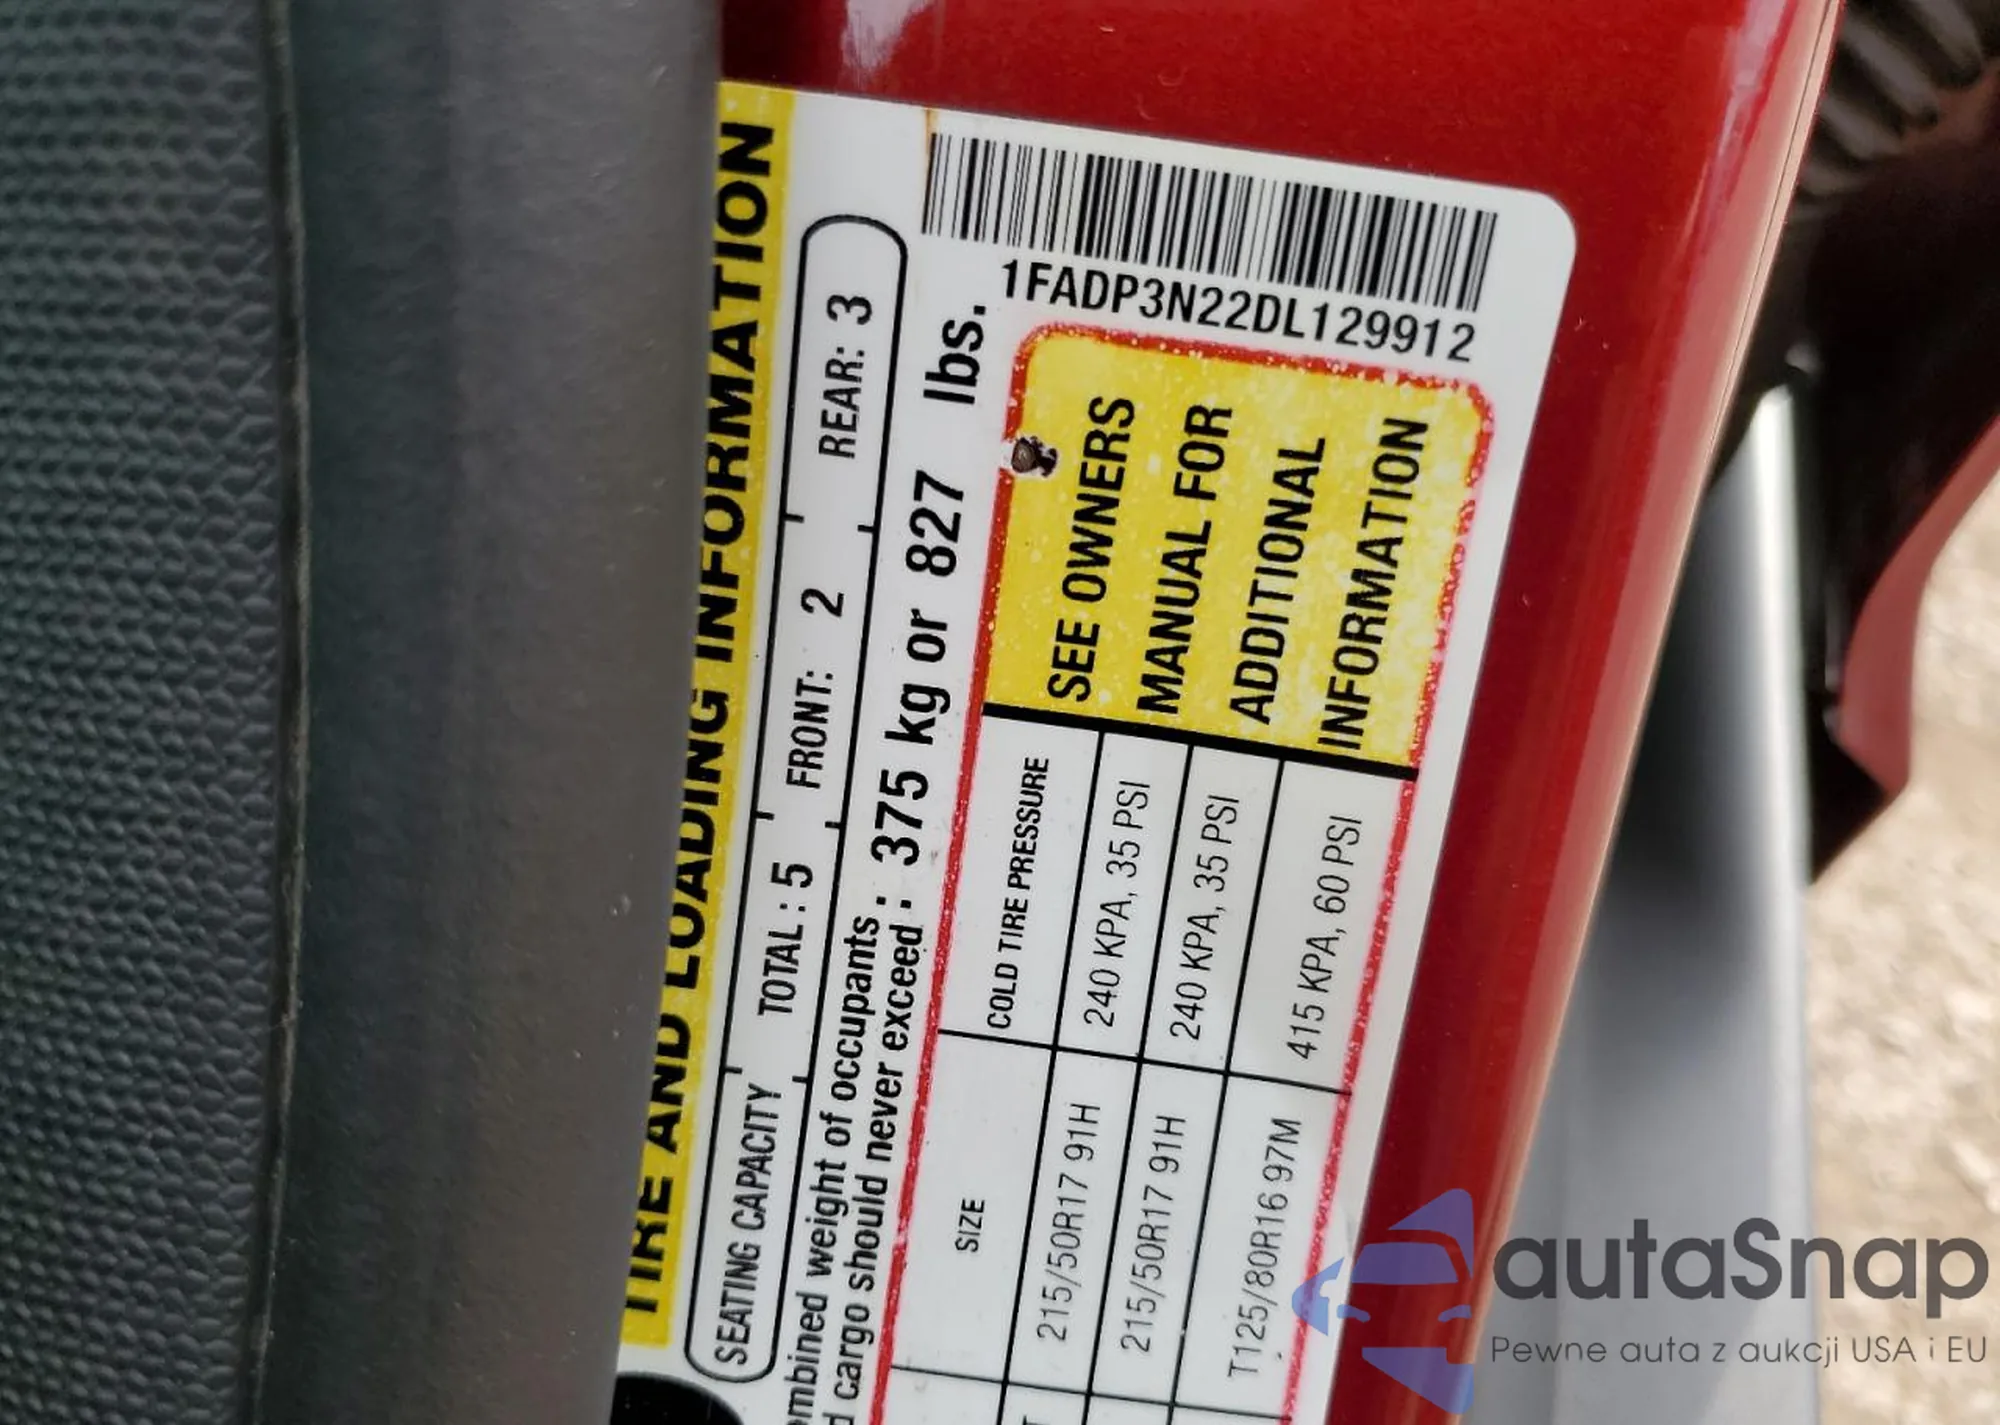 TIRE AND LOADING INFORMATION
SEATING CAPACITY TOTAL : 5 FRONT: 2 REAR: 3
weight of occupants
cargo should never exceed : 375 kg or 827 lbs.
SIZE COLD TIRE PRESSURE
215/50R17 91H 240 KPA, 35 PSI
215/50R17 91H 240 KPA, 35 PSI
T125/80R16 97M 415 KPA, 60 PSI
SEE OWNERS
MANUAL FOR
ADDITIONAL
INFORMATION
1FADP3N22DL129912
autaSnap
Pewne auta z aukcji USA i EU